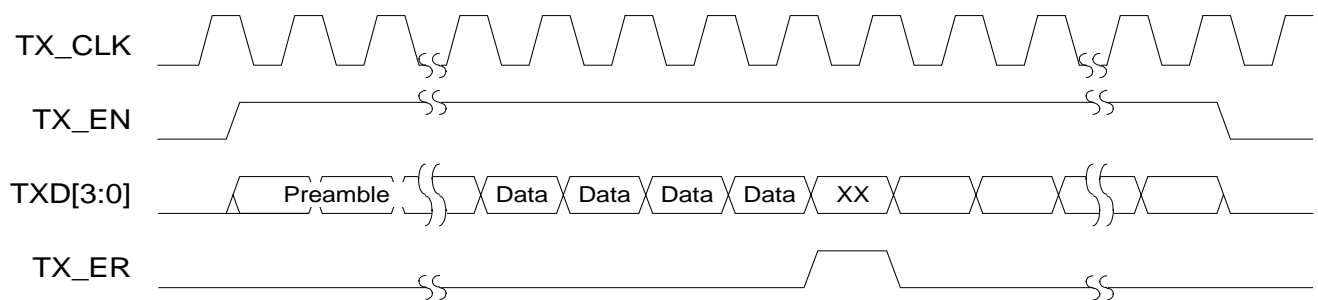 TX_CLK
TX_EN
TXD[3:0] Preamble Data Data Data Data XX
TX_ER